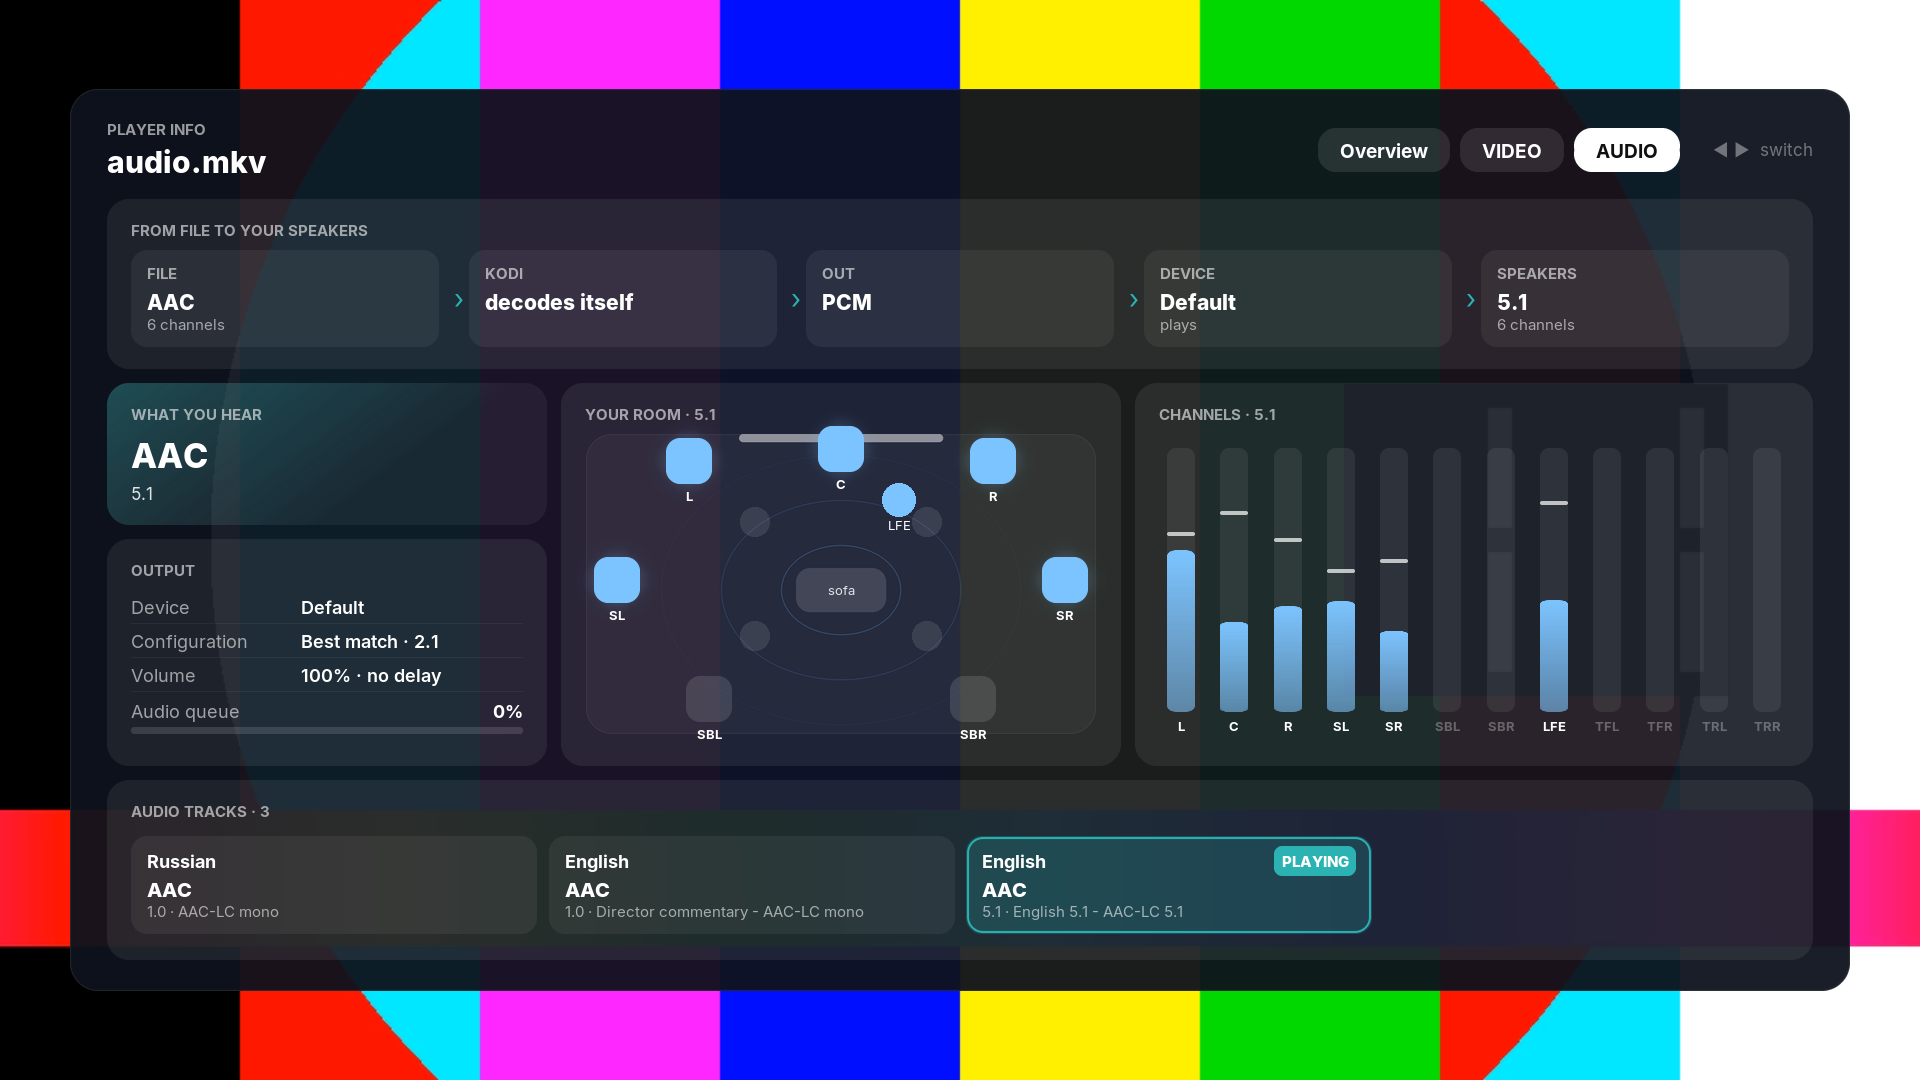 PLAYER INFO
audio.mkv
Overview
VIDEO
AUDIO
◀ ▶ switch
FROM FILE TO YOUR SPEAKERS
FILE
AAC
6 channels
›
KODI
decodes itself
›
OUT
PCM
›
DEVICE
Default
plays
›
SPEAKERS
5.1
6 channels
WHAT YOU HEAR
AAC
5.1
OUTPUT
Device Default
Configuration Best match · 2.1
Volume 100% · no delay
Audio queue 0%
YOUR ROOM · 5.1
L
C
R
LFE
SL
sofa
SR
SBL
SBR
CHANNELS · 5.1
L C R SL SR SBL SBR LFE TFL TFR TRL TRR
AUDIO TRACKS · 3
Russian
AAC
1.0 · AAC-LC mono
English
AAC
1.0 · Director commentary - AAC-LC mono
English
PLAYING
AAC
5.1 · English 5.1 - AAC-LC 5.1